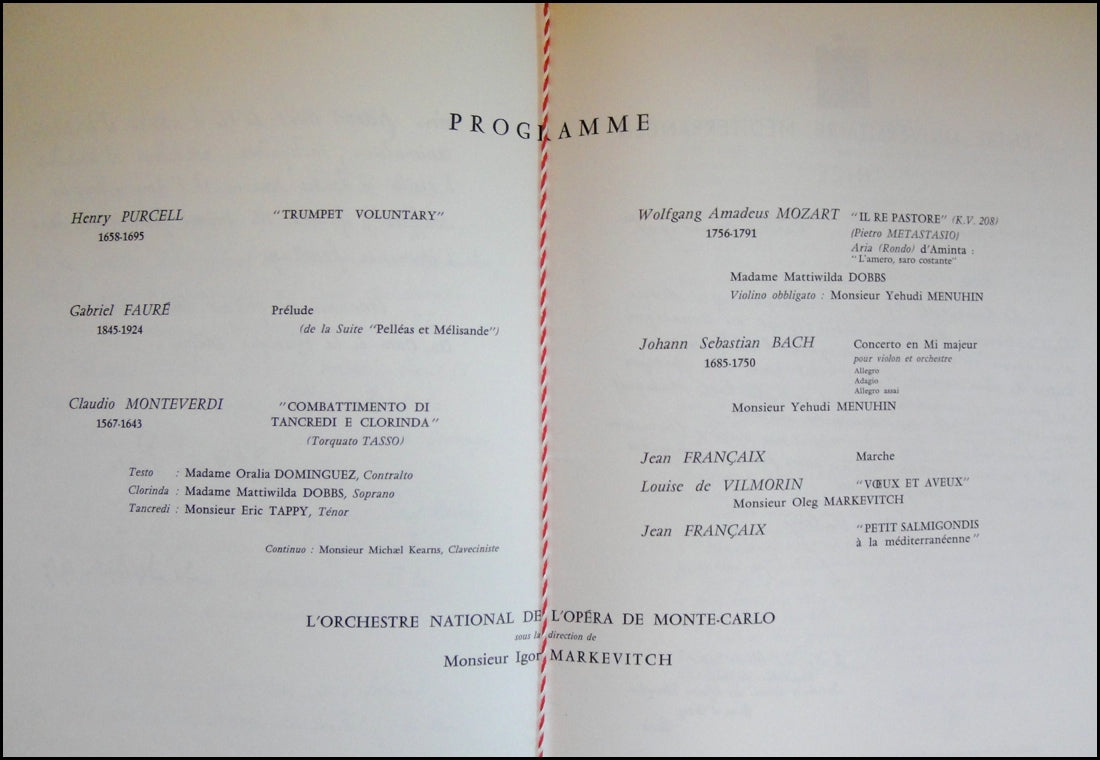 PROGRAMME
Henry PURCELL "TRUMPET VOLUNTARY"
1658-1695
Gabriel FAURÉ Prélude
1845-1924 (de la Suite "Pelléas et Mélisande")
Claudio MONTEVERDI "COMBATTIMENTO DI
1567-1643 TANCREDI E CLORINDA"
(Torquato TASSO)
Testo : Madame Oralia DOMINGUEZ, Contralto
Clorinda : Madame Mattiwilda DOBBS, Soprano
Tancredi : Monsieur Eric TAPPY, Ténor
Continuo : Monsieur Michæl Kearns, Claveciniste
Wolfgang Amadeus MOZART "IL RE PASTORE" (K.V. 208)
1756-1791 (Pietro METASTASIO)
Aria (Rondo) d'Aminta :
"L'amero, saro costante"
Madame Mattiwilda DOBBS
Violino obbligato : Monsieur Yehudi MENUHIN
Johann Sebastian BACH Concerto en Mi majeur
1685-1750 pour violon et orchestre
Allegro
Adagio
Allegro assai
Monsieur Yehudi MENUHIN
Jean FRANÇAIX Marche
Louise de VILMORIN "VŒUX ET AVEUX"
Monsieur Oleg MARKEVITCH
Jean FRANÇAIX "PETIT SALMIGONDIS
à la méditerranéenne"
L'ORCHESTRE NATIONAL DE L'OPÉRA DE MONTE-CARLO
sous la direction de
Monsieur Igor MARKEVITCH